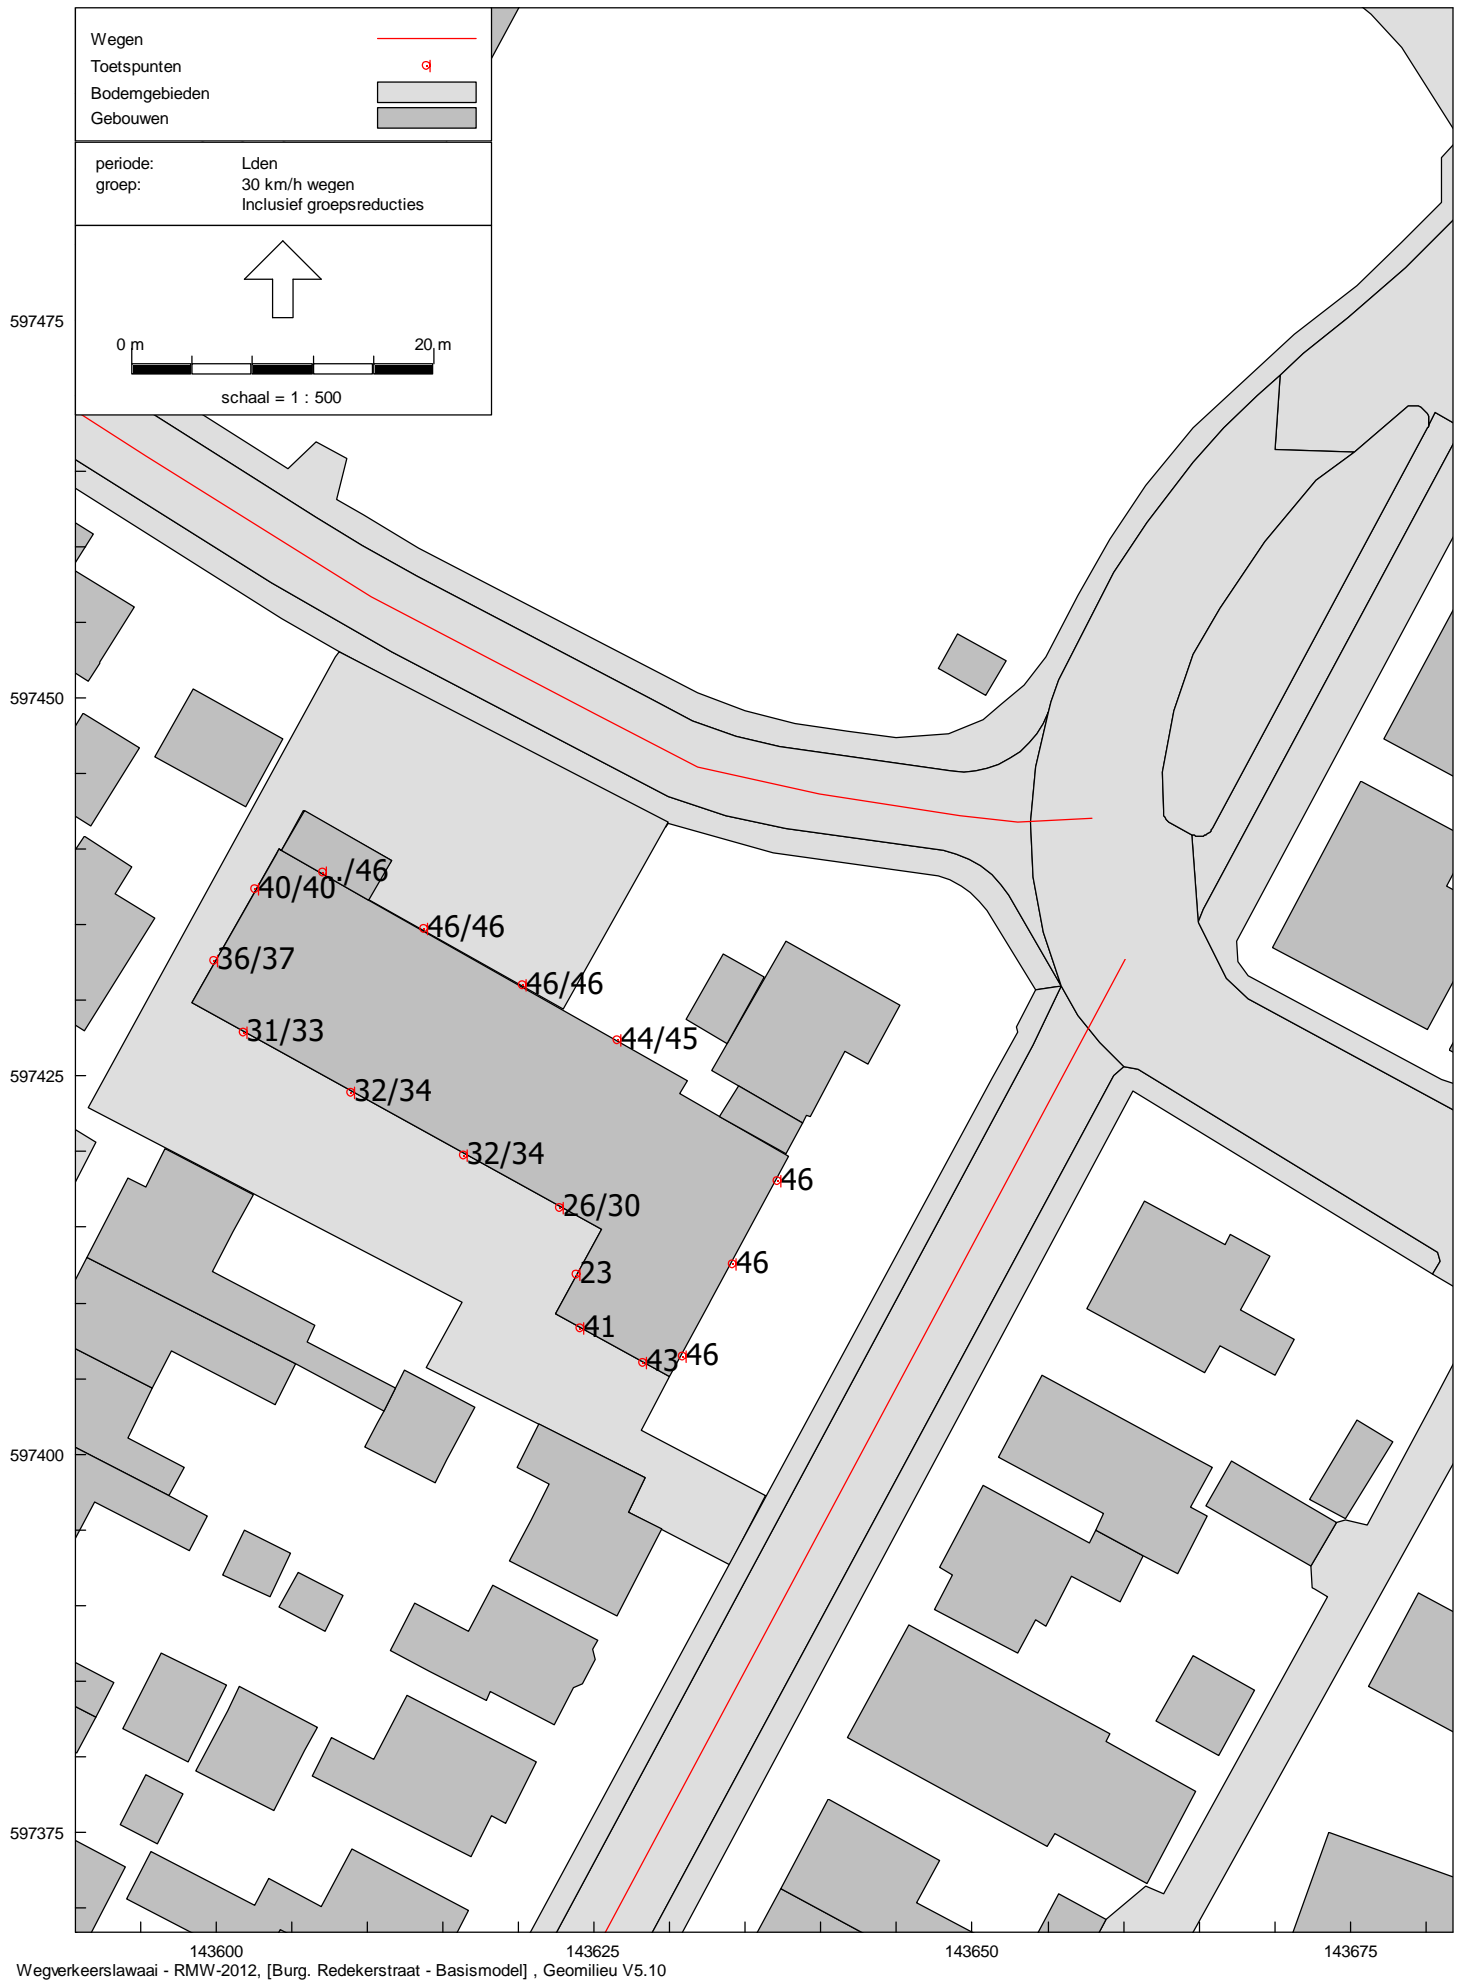 Wegen
Toetspunten
Bodemgebieden
Gebouwen
periode: Lden
groep: 30 km/h wegen
Inclusief groepsreducties
0 m 20 m
schaal = 1 : 500
597475
597450
597425
597400
597375
../46
40/40
46/46
36/37
46/46
31/33
44/45
32/34
32/34
46
26/30
46
23
41
43
46
143600 143625 143650 143675
Wegverkeerslawaai - RMW-2012, [Burg. Redekerstraat - Basismodel] , Geomilieu V5.10